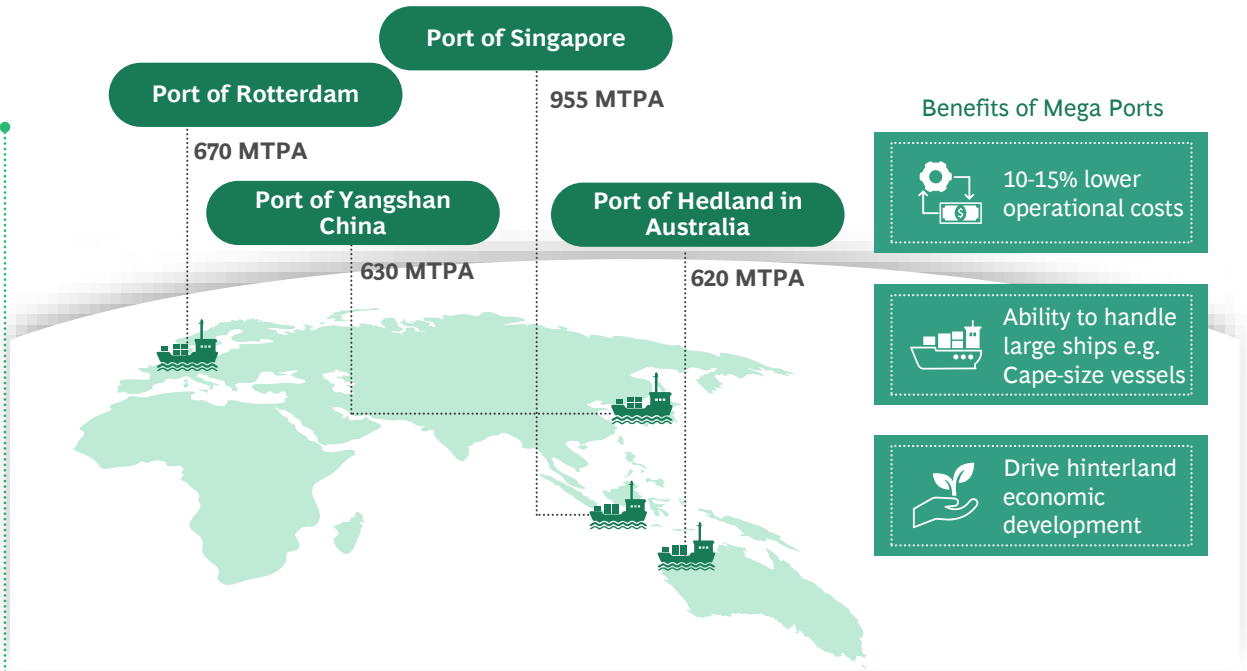 Port of Singapore
955 MTPA
Port of Rotterdam
670 MTPA
Port of Yangshan
China
630 MTPA
Port of Hedland in
Australia
620 MTPA
Benefits of Mega Ports
10-15% lower
operational costs
$
Ability to handle
large ships e.g.
Cape-size vessels
Drive hinterland
economic
development